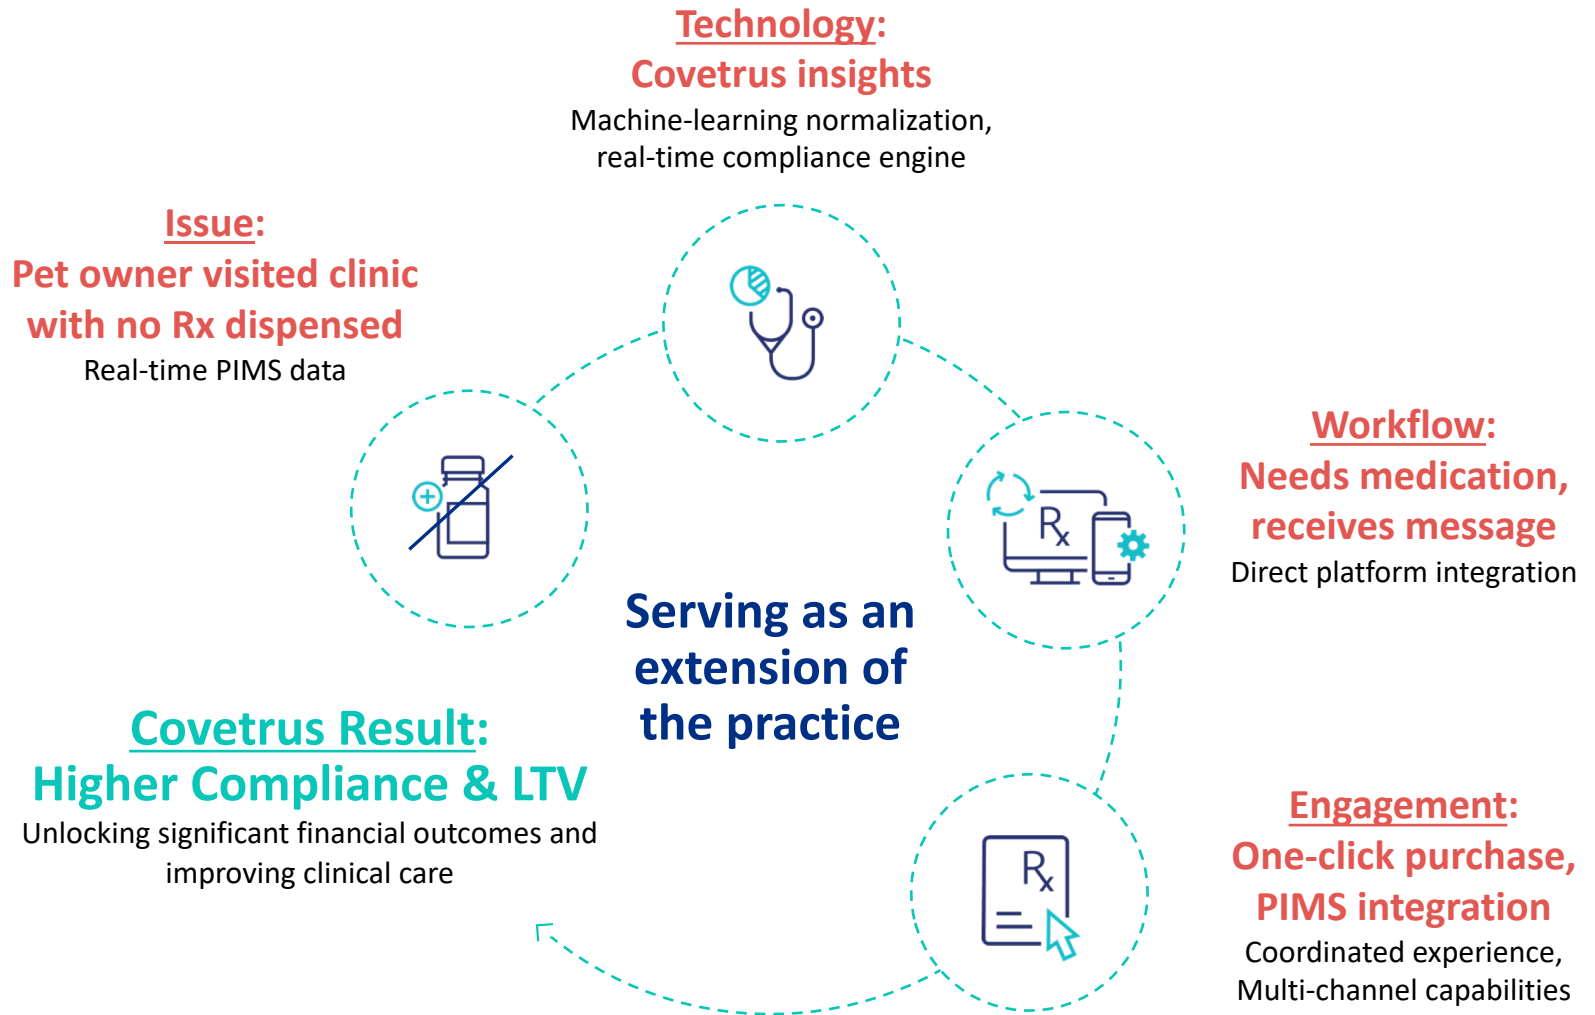 Technology:
Covetrus insights
Machine-learning normalization,
real-time compliance engine
Issue:
Pet owner visited clinic
with no Rx dispensed
Real-time PIMS data
Workflow:
Needs medication,
receives message
Direct platform integration
Rx
Serving as an
extension of
the practice
Covetrus Result:
Higher Compliance & LTV
Unlocking significant financial outcomes and
improving clinical care
Engagement:
One-click purchase,
PIMS integration
Coordinated experience,
Multi-channel capabilities
Rx